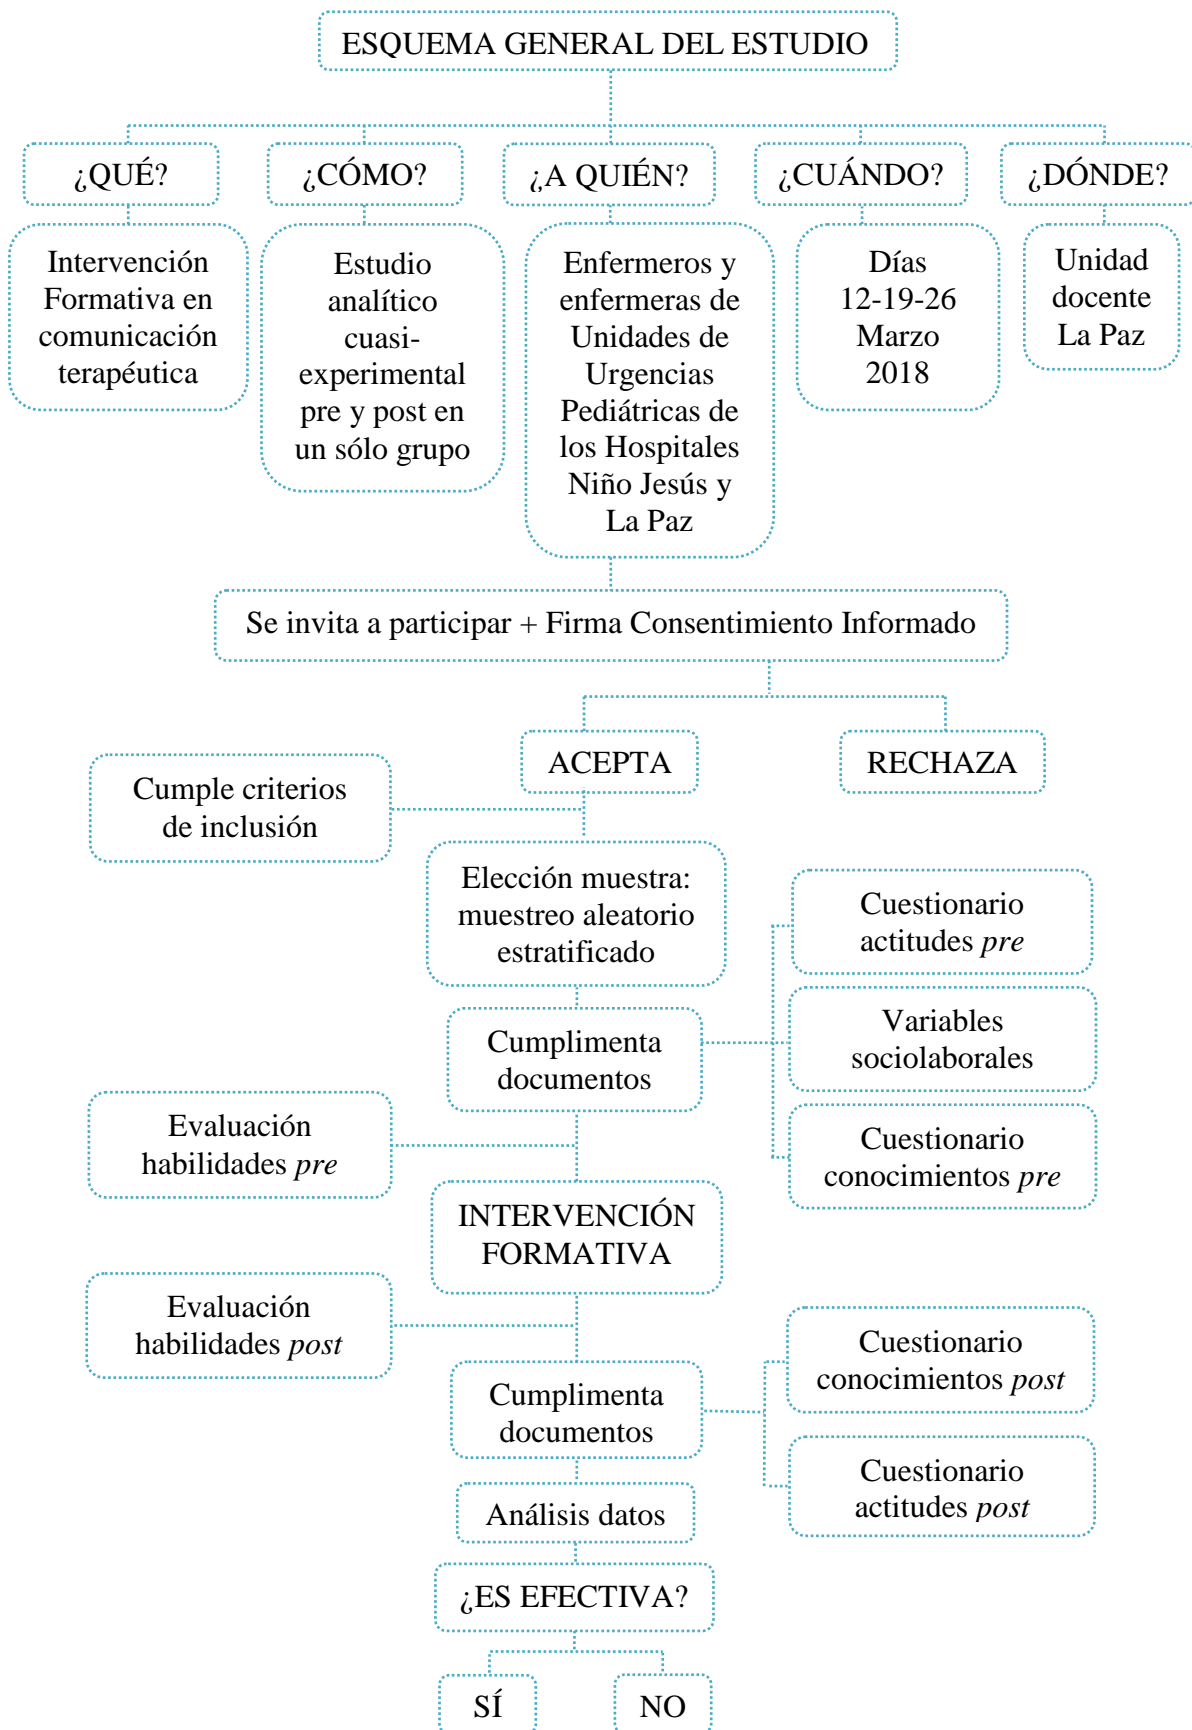 ESQUEMA GENERAL DEL ESTUDIO
¿QUÉ?
¿CÓMO?
¿A QUIÉN?
¿CUÁNDO?
¿DÓNDE?
Intervención
Formativa en
comunicación
terapéutica
Estudio
analítico
cuasi-
experimental
pre y post en
un sólo grupo
Enfermeros y
enfermeras de
Unidades de
Urgencias
Pediátricas de
los Hospitales
Niño Jesús y
La Paz
Días
12-19-26
Marzo
2018
Unidad
docente
La Paz
Se invita a participar + Firma Consentimiento Informado
ACEPTA
RECHAZA
Cumple criterios
de inclusión
Elección muestra:
muestreo aleatorio
estratificado
Cuestionario
actitudes pre
Cumplimenta
documentos
Variables
sociolaborales
Evaluación
habilidades pre
Cuestionario
conocimientos pre
INTERVENCIÓN
FORMATIVA
Evaluación
habilidades post
Cuestionario
conocimientos post
Cumplimenta
documentos
Cuestionario
actitudes post
Análisis datos
¿ES EFECTIVA?
SÍ
NO